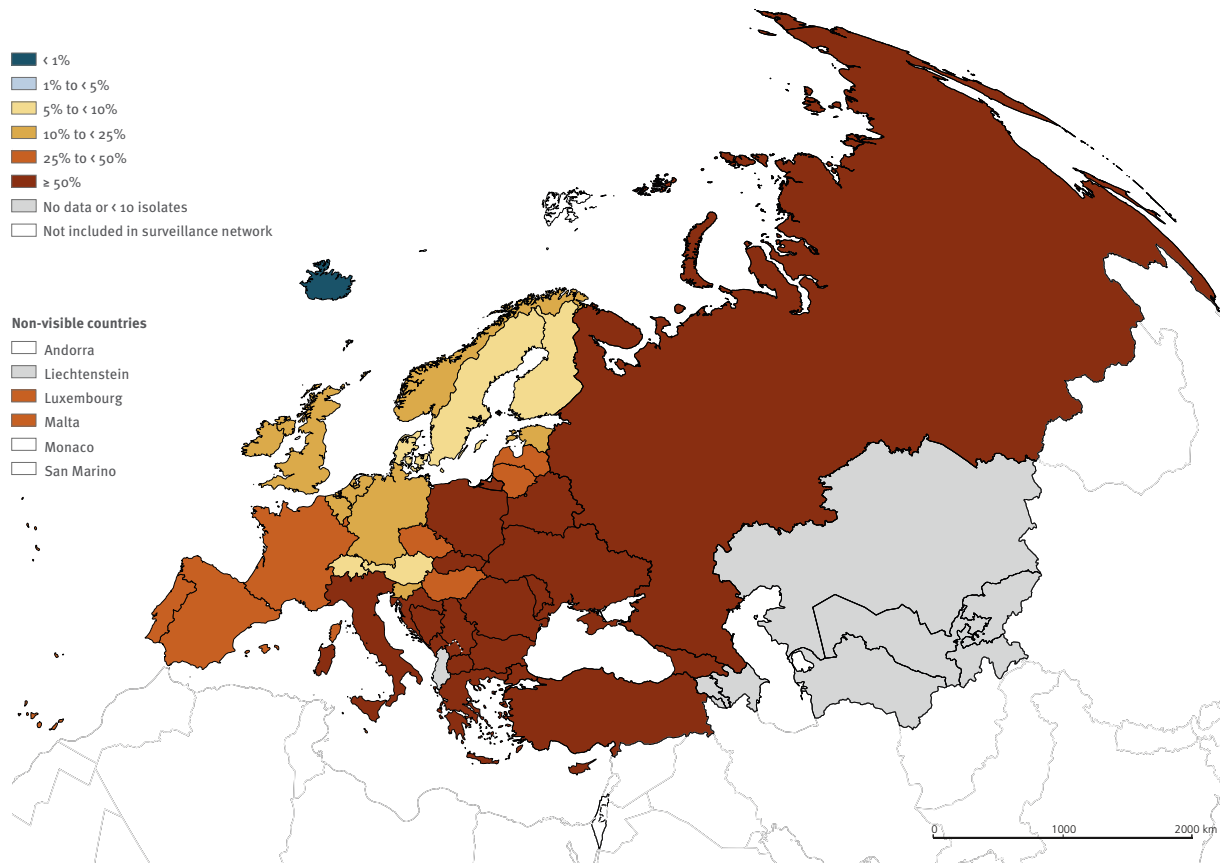 < 1%
1% to < 5%
5% to < 10%
10% to < 25%
25% to < 50%
≥ 50%
No data or < 10 isolates
Not included in surveillance network
Non-visible countries
Andorra
Liechtenstein
Luxembourg
Malta
Monaco
San Marino
0 1000 2000 km